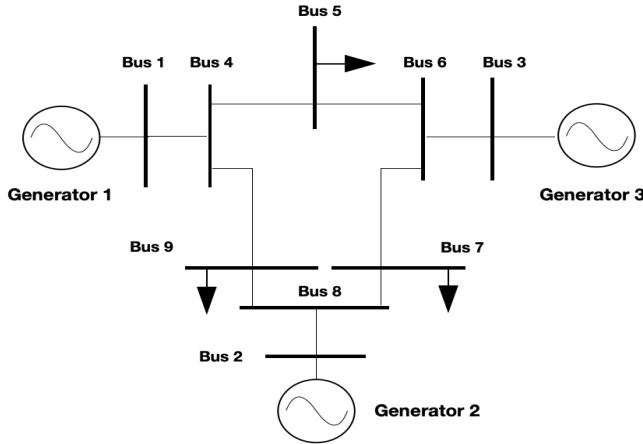 Bus 5
Bus 1
Bus 4
Bus 6
Bus 3
Generator 1
Generator 3
Bus 9
Bus 7
Bus 8
Bus 2
Generator 2